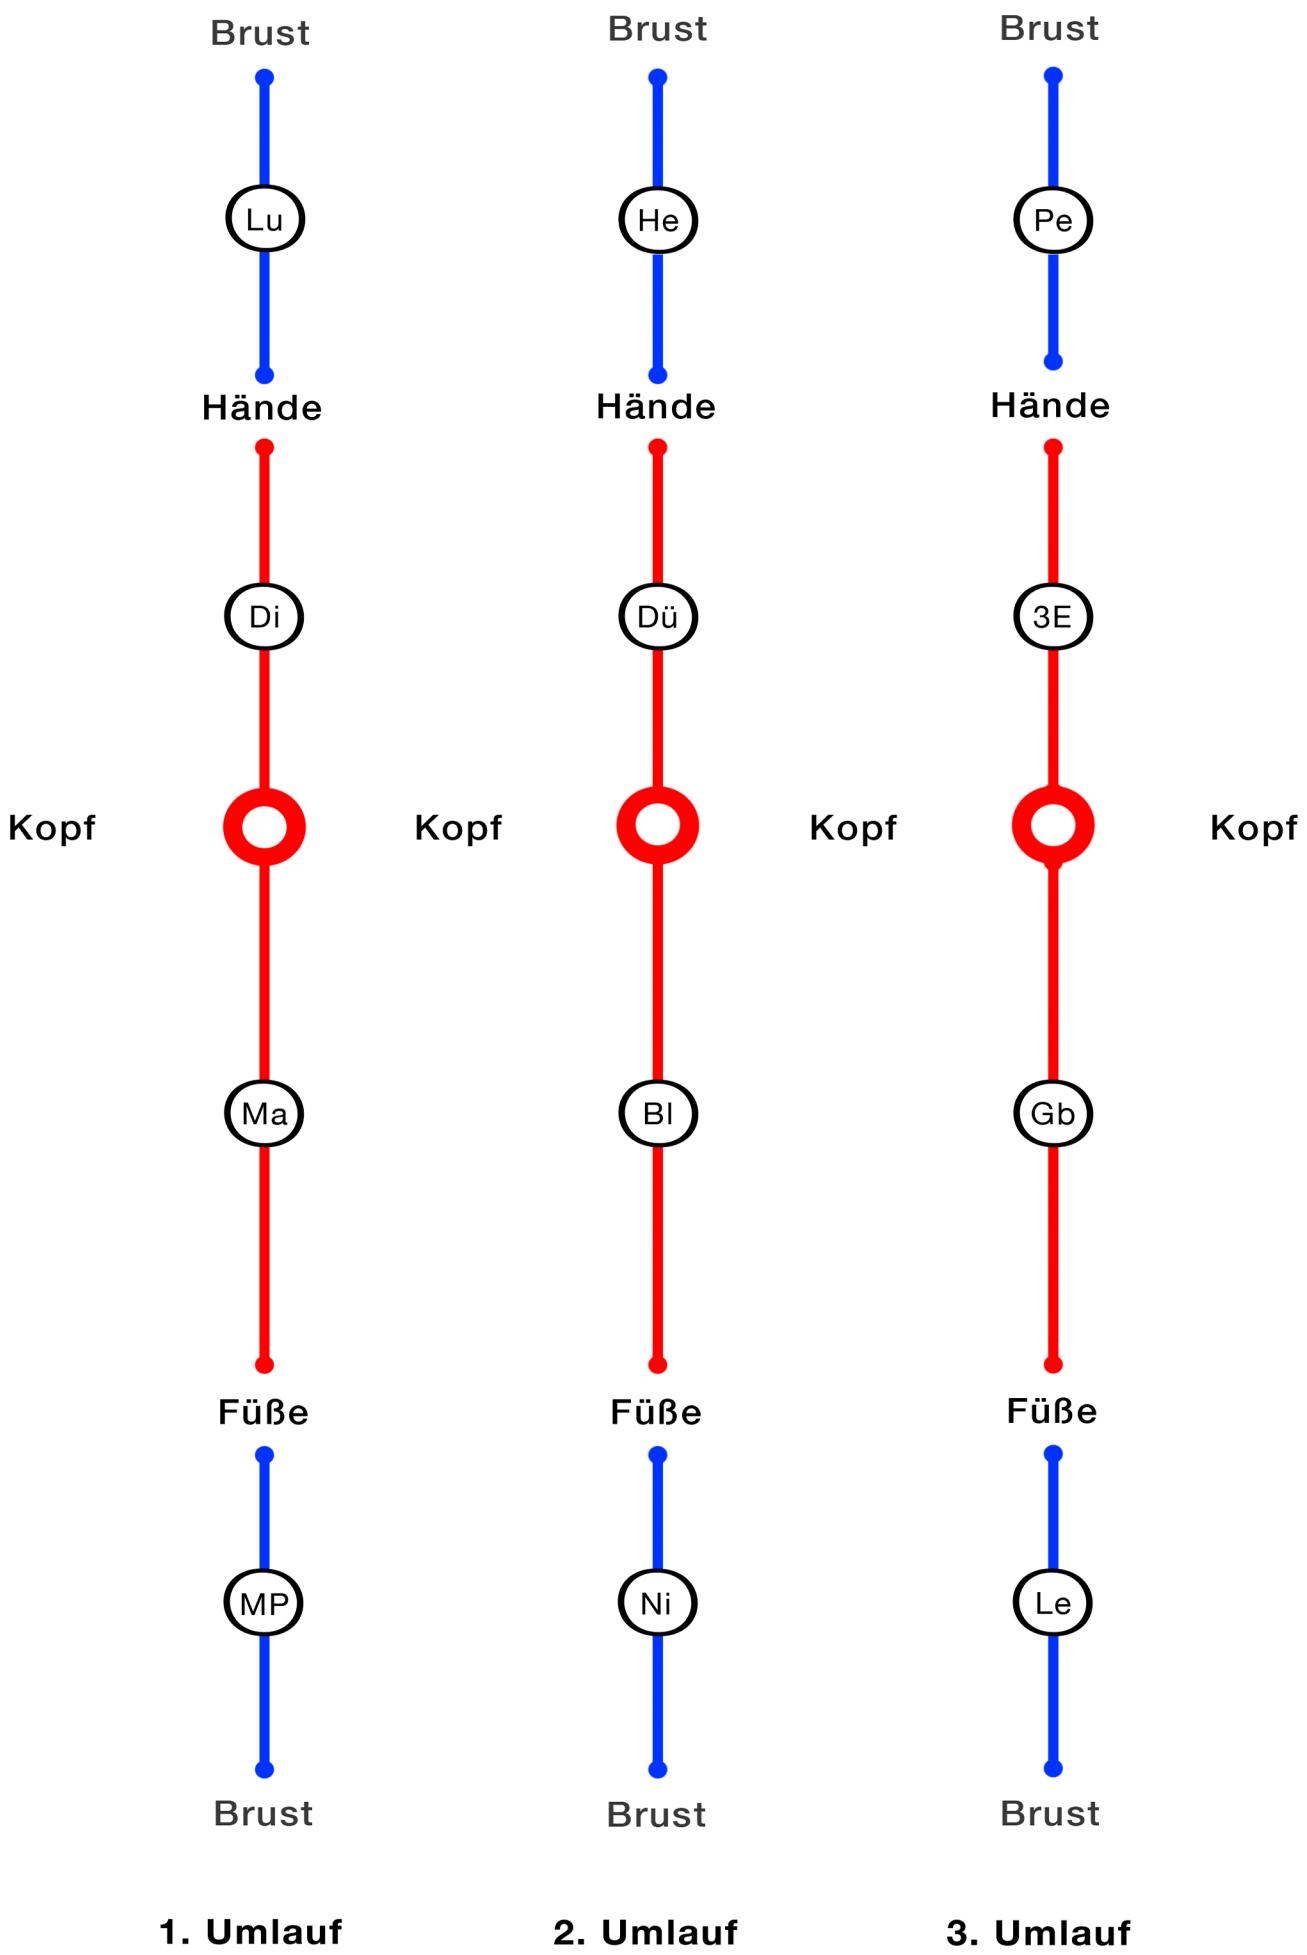 Brust Brust Brust
Lu He Pe
Hände Hände Hände
Di Dü 3E
Kopf Kopf Kopf Kopf
Ma Bl Gb
Füße Füße Füße
MP Ni Le
Brust Brust Brust
1. Umlauf 2. Umlauf 3. Umlauf